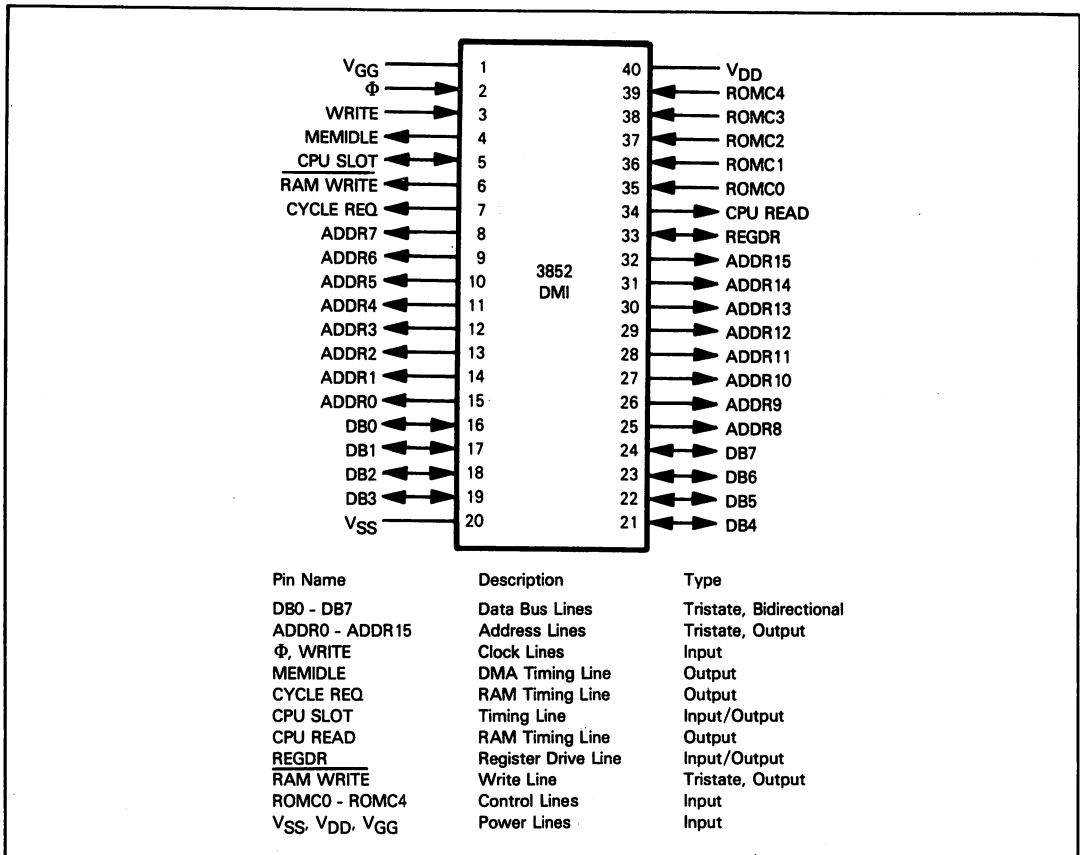 V_GG 1 40 V_DD
Φ 2 39 ROMC4
WRITE 3 38 ROMC3
MEMIDLE 4 37 ROMC2
CPU SLOT 5 36 ROMC1
RAM WRITE 6 35 ROMC0
CYCLE REQ 7 34 CPU READ
ADDR7 8 33 REGDR
ADDR6 9 32 ADDR15
ADDR5 10 31 ADDR14
ADDR4 11 30 ADDR13
ADDR3 12 29 ADDR12
ADDR2 13 28 ADDR11
ADDR1 14 27 ADDR10
ADDR0 15 26 ADDR9
DB0 16 25 ADDR8
DB1 17 24 DB7
DB2 18 23 DB6
DB3 19 22 DB5
V_SS 20 21 DB4
3852
DMI
Pin Name Description Type
DB0 - DB7 Data Bus Lines Tristate, Bidirectional
ADDR0 - ADDR15 Address Lines Tristate, Output
Φ, WRITE Clock Lines Input
MEMIDLE DMA Timing Line Output
CYCLE REQ RAM Timing Line Output
CPU SLOT Timing Line Input/Output
CPU READ RAM Timing Line Output
REGDR Register Drive Line Input/Output
RAM WRITE Write Line Tristate, Output
ROMC0 - ROMC4 Control Lines Input
V_SS, V_DD, V_GG Power Lines Input